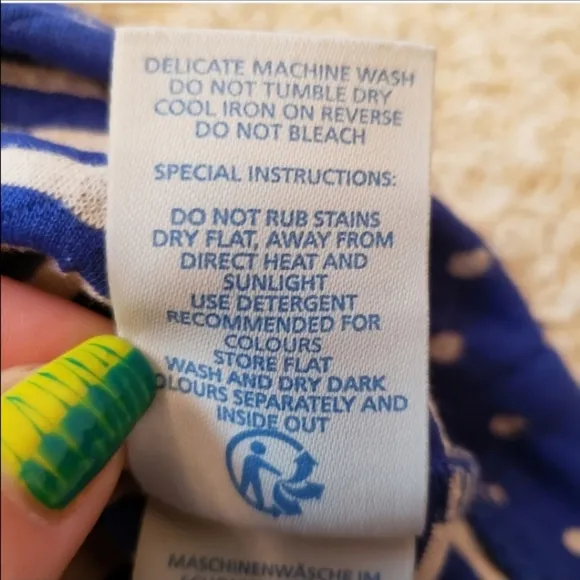 DELICATE MACHINE WASH
DO NOT TUMBLE DRY
COOL IRON ON REVERSE
DO NOT BLEACH
SPECIAL INSTRUCTIONS:
DO NOT RUB STAINS
DRY FLAT, AWAY FROM
DIRECT HEAT AND
SUNLIGHT
USE DETERGENT
RECOMMENDED FOR
COLOURS
STORE FLAT
WASH AND DRY DARK
OLOURS SEPARATELY AND
INSIDE OUT
MASCHINENWÄSCHE IM